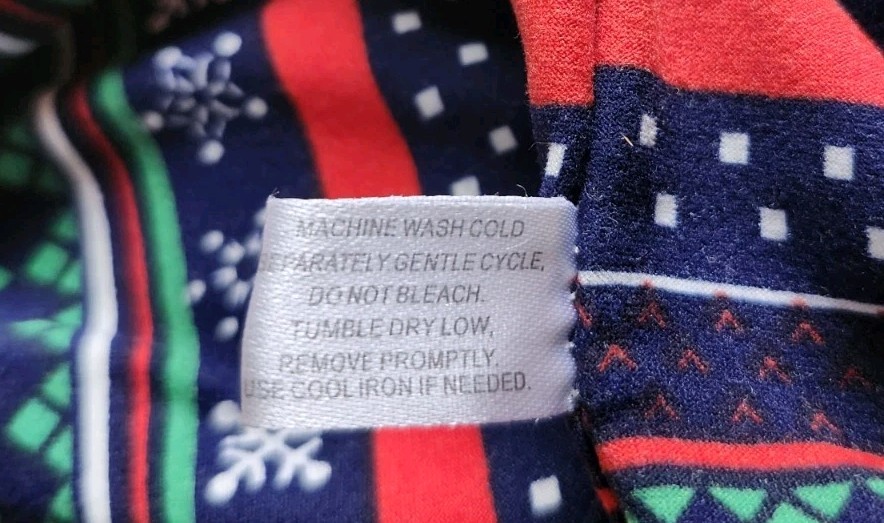 MACHINE WASH COLD
SEPARATELY GENTLE CYCLE,
DO NOT BLEACH.
TUMBLE DRY LOW,
REMOVE PROMPTLY.
USE COOL IRON IF NEEDED.